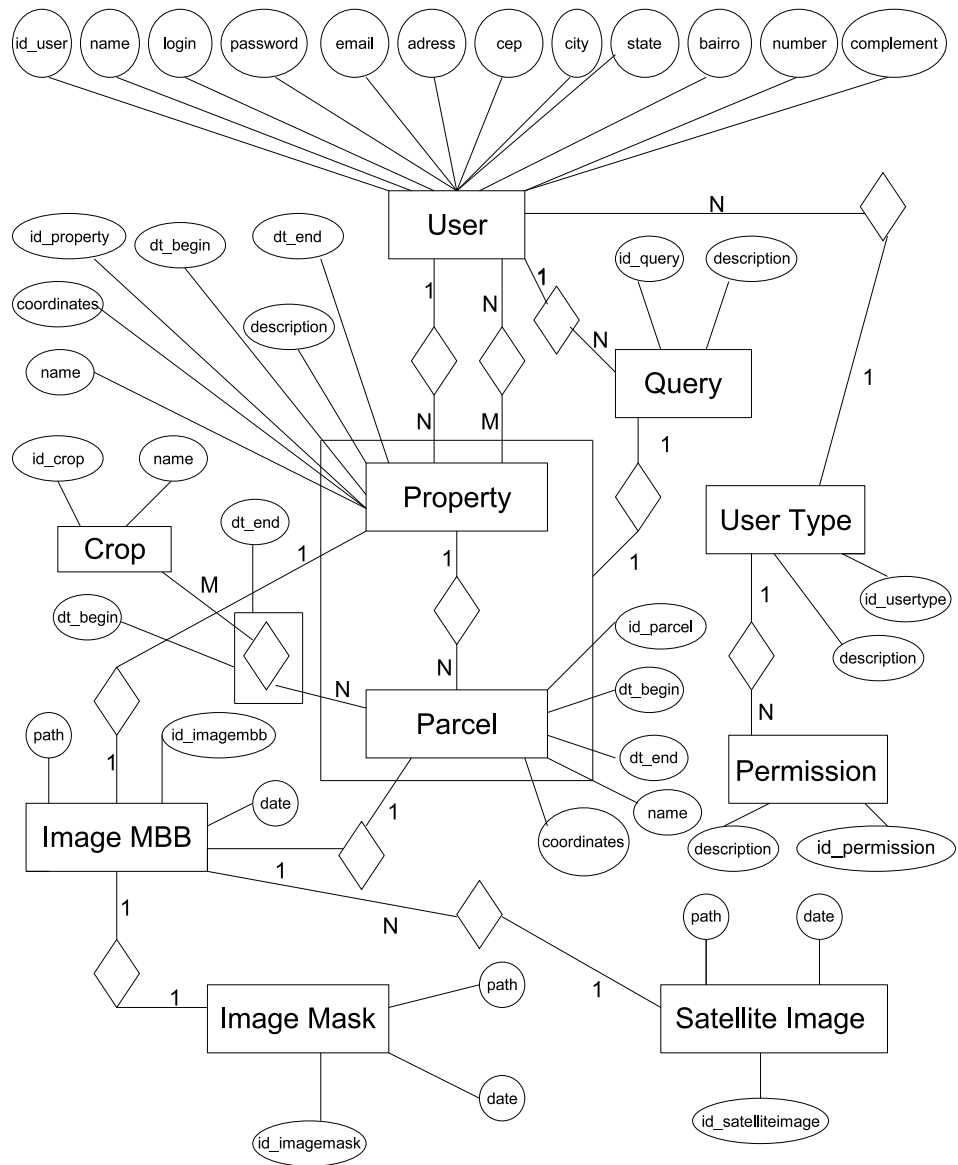 id_user name login password email adress cep city state bairro number complement
User
N
id_property dt_begin dt_end
id_query description
1 N 1
coordinates
description
N
name
Query
1
N M
1
id_crop name
Property
User Type
dt_end
Crop
1 1
1
M
id_usertype
dt_begin
1
id_parcel
description
N N
dt_begin
Parcel
N
path id_imagembb
1
dt_end
Permission
date
1
name
Image MBB
coordinates
description id_permission
1
1
N
path date
path
1
1
Image Mask
Satellite Image
date
id_imagemask
id_satelliteimage